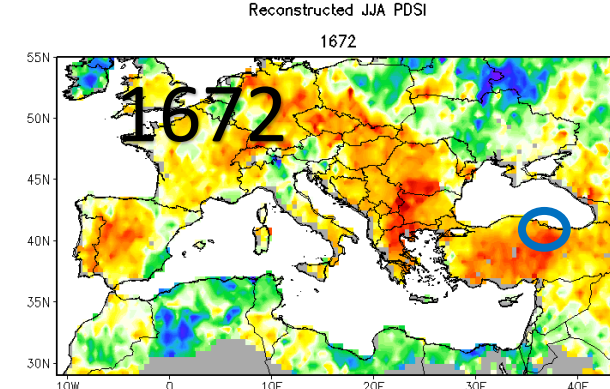 Reconstructed JJA PDSI
1672
55N
1672
50N
45N
40N
35N
30N
10W 0 10E 20E 30E 40E